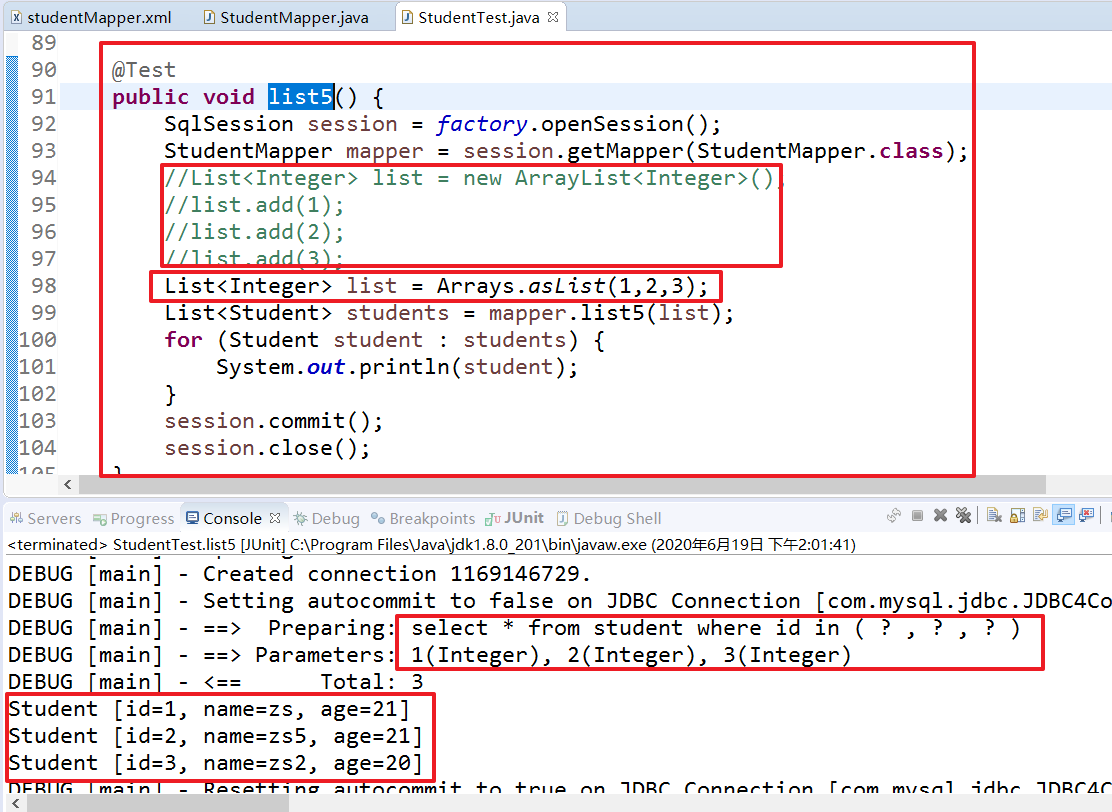 studentMapper.xml StudentMapper.java StudentTest.java
89
90 @Test
91 public void list5() {
92 SqlSession session = factory.openSession();
93 StudentMapper mapper = session.getMapper(StudentMapper.class);
94 //List<Integer> list = new ArrayList<Integer>();
95 //list.add(1);
96 //list.add(2);
97 //list.add(3);
98 List<Integer> list = Arrays.asList(1,2,3);
99 List<Student> students = mapper.list5(list);
100 for (Student student : students) {
101 System.out.println(student);
102 }
103 session.commit();
104 session.close();
105 }
Servers Progress Console Debug Breakpoints JUnit Debug Shell
<terminated> StudentTest.list5 [JUnit] C:\Program Files\Java\jdk1.8.0_201\bin\javaw.exe (2020年6月19日 下午2:01:41)
DEBUG [main] - Created connection 1169146729.
DEBUG [main] - Setting autocommit to false on JDBC Connection [com.mysql.jdbc.JDBC4Co
DEBUG [main] - ==>  Preparing: select * from student where id in ( ? , ? , ? )
DEBUG [main] - ==> Parameters: 1(Integer), 2(Integer), 3(Integer)
DEBUG [main] - <==      Total: 3
Student [id=1, name=zs, age=21]
Student [id=2, name=zs5, age=21]
Student [id=3, name=zs2, age=20]
DEBUG [main] - Resetting autocommit to true on JDBC Connection [com.mysql.jdbc.JDBC4C